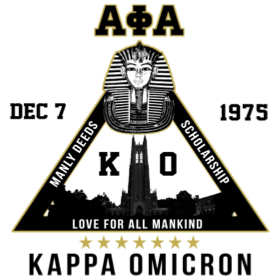 ΑΦΑ
DEC 7
1975
MANLY DEEDS
SCHOLARSHIP
K O
LOVE FOR ALL MANKIND
KAPPA OMICRON